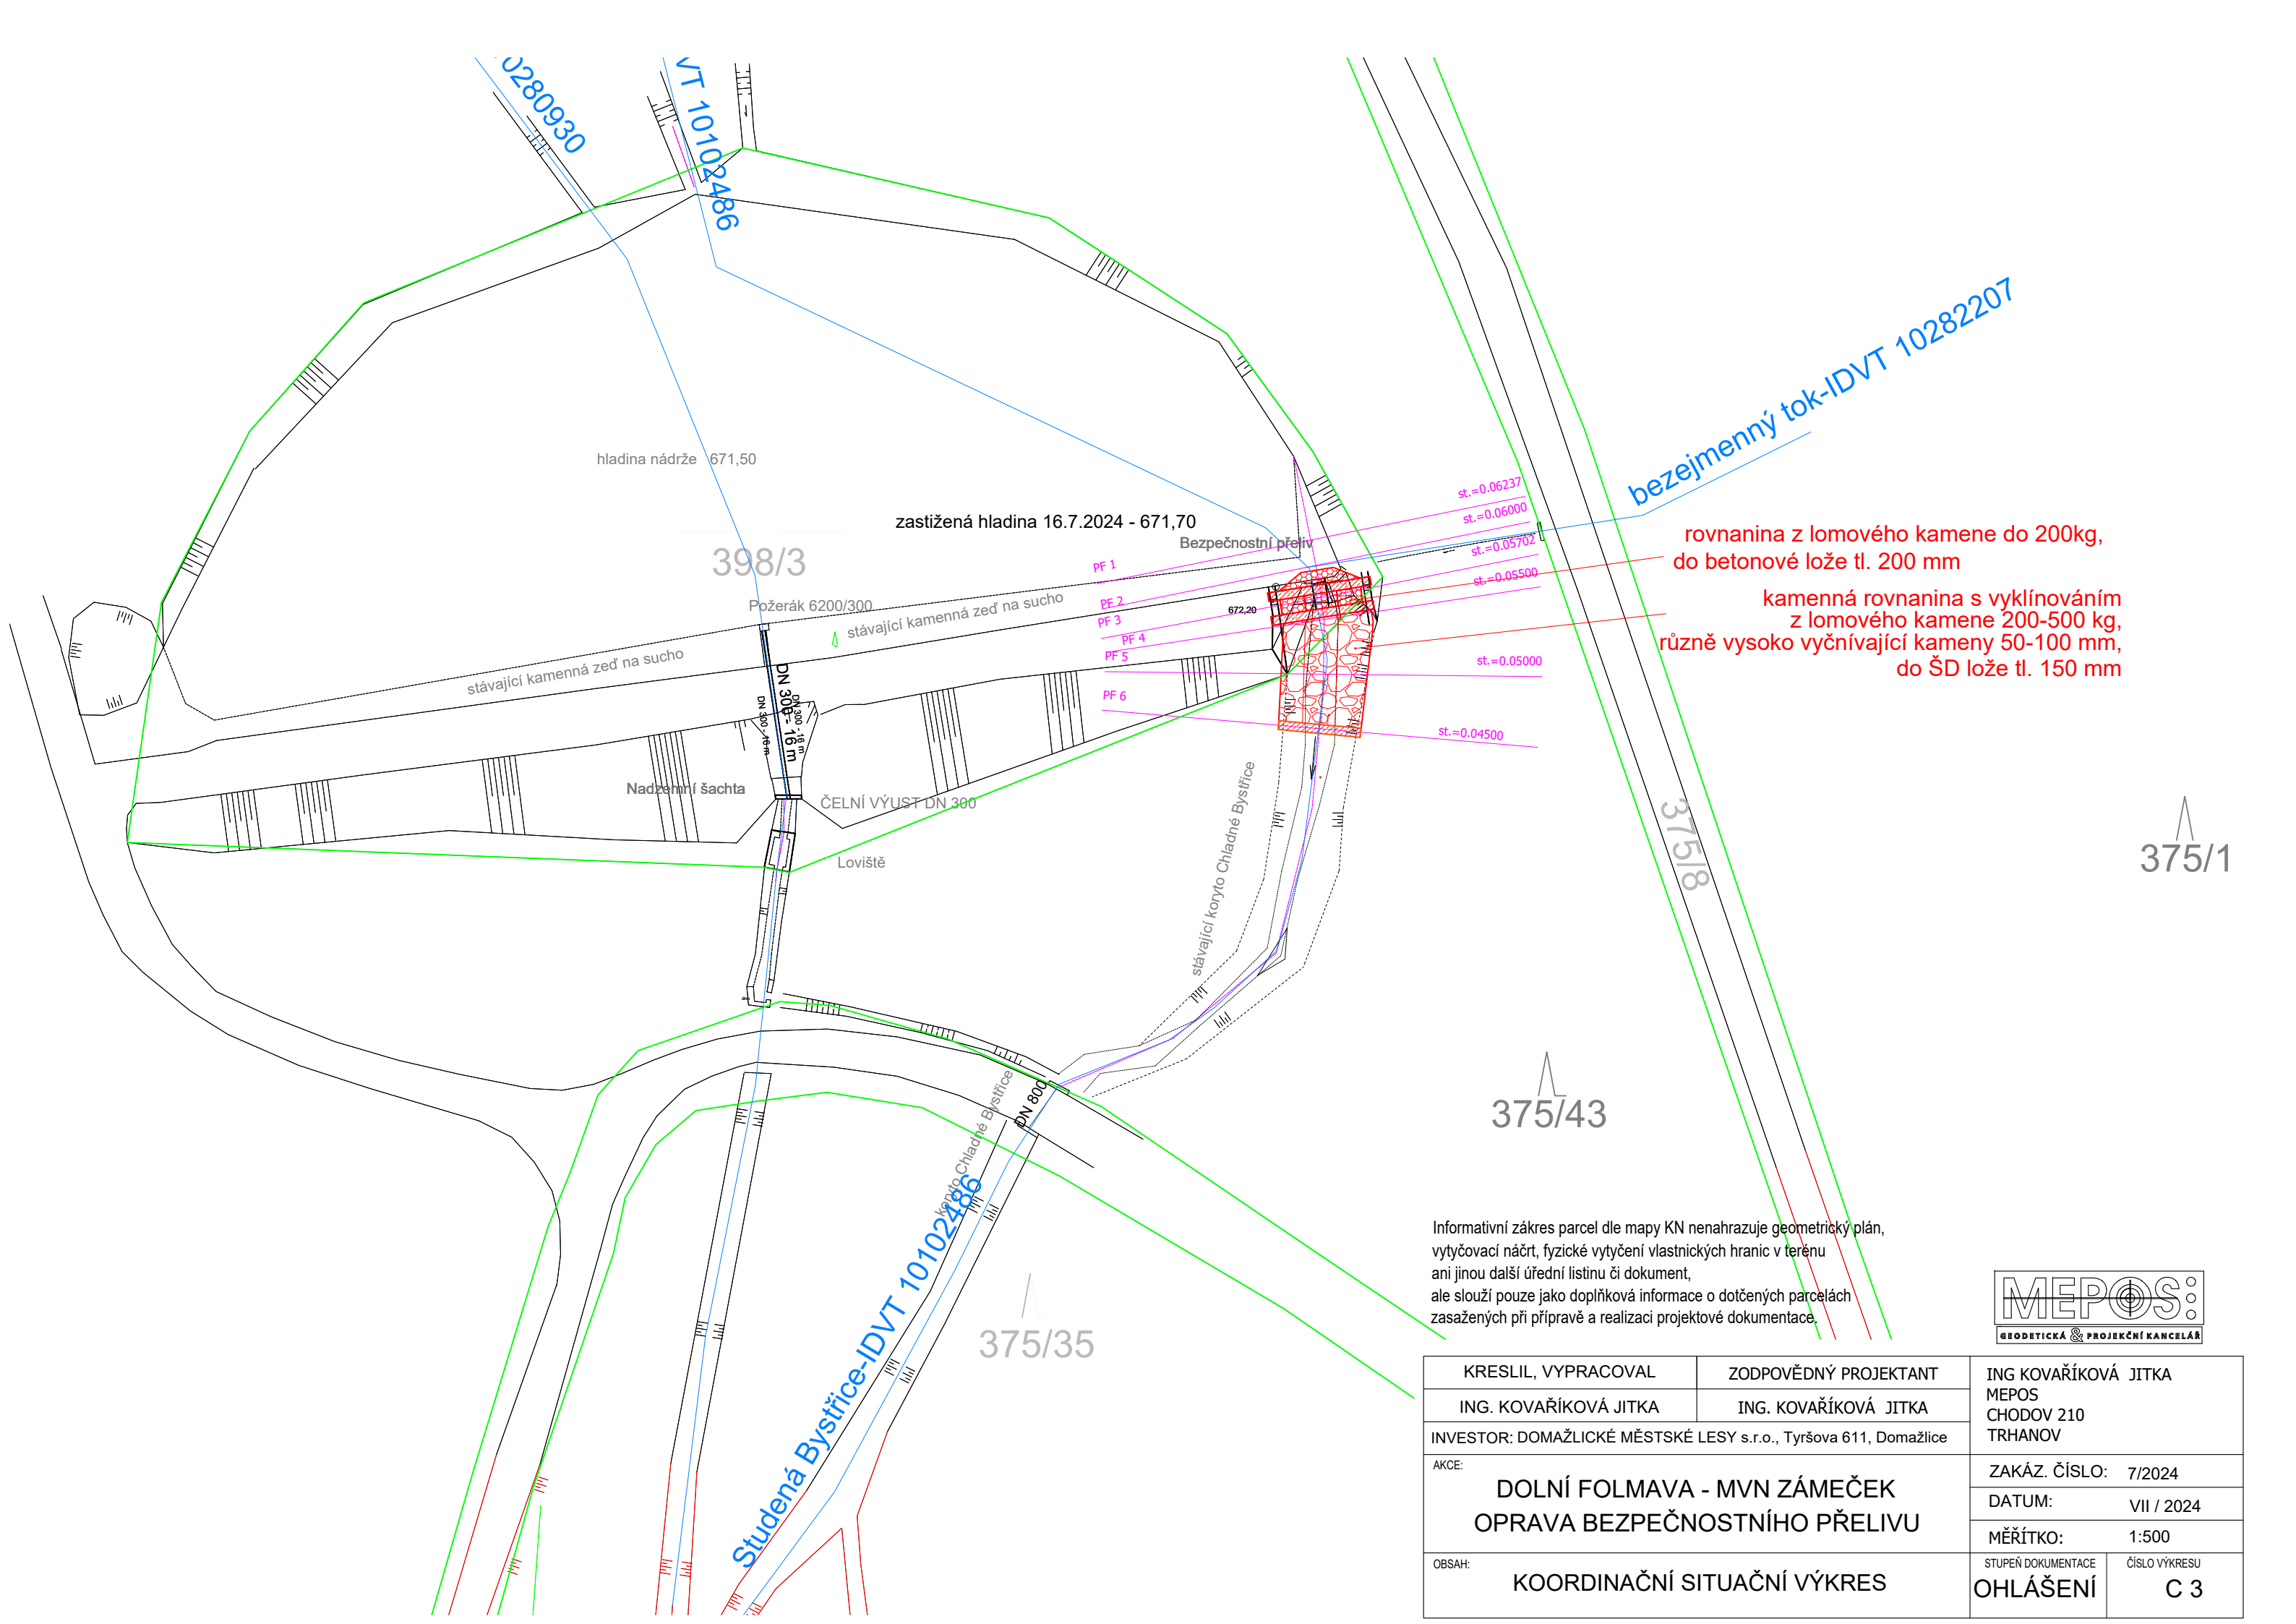 0280930
VT 10102486
bezejmenný tok-IDVT 10282207
hladina nádrže 671,50
zastižená hladina 16.7.2024 - 671,70
Bezpečnostní přeliv
398/3
st.=0.06237
st.=0.06000
st.=0.05702
st.=0.05500
st.=0.05000
st.=0.04500
PF 1
PF 2
PF 3
PF 4
PF 5
PF 6
672,20
rovnanina z lomového kamene do 200kg,
do betonové lože tl. 200 mm
kamenná rovnanina s vyklínováním
z lomového kamene 200-500 kg,
různě vysoko vyčnívající kameny 50-100 mm,
do ŠD lože tl. 150 mm
Požerák 6200/300
stávající kamenná zeď na sucho
stávající kamenná zeď na sucho
DN 300 - 16 m
DN 300 - 16 m
DN 300 - 16 m
Nadzemní šachta
ČELNÍ VÝUST DN 300
Loviště
stávající koryto Chladné Bystřice
375/8
375/1
375/43
DN 800
koryto Chladné Bystřice
Studená Bystřice-IDVT 10102486
375/35
Informativní zákres parcel dle mapy KN nenahrazuje geometrický plán,
vytyčovací náčrt, fyzické vytyčení vlastnických hranic v terénu
ani jinou další úřední listinu či dokument,
ale slouží pouze jako doplňková informace o dotčených parcelách
zasažených při přípravě a realizaci projektové dokumentace.
MEPOS
GEODETICKÁ & PROJEKČNÍ KANCELÁŘ
KRESLIL, VYPRACOVAL
ZODPOVĚDNÝ PROJEKTANT
ING. KOVAŘÍKOVÁ JITKA
ING. KOVAŘÍKOVÁ JITKA
ING KOVAŘÍKOVÁ JITKA
MEPOS
CHODOV 210
TRHANOV
INVESTOR: DOMAŽLICKÉ MĚSTSKÉ LESY s.r.o., Tyršova 611, Domažlice
AKCE:
DOLNÍ FOLMAVA - MVN ZÁMEČEK
OPRAVA BEZPEČNOSTNÍHO PŘELIVU
ZAKÁZ. ČÍSLO: 7/2024
DATUM: VII / 2024
MĚŘÍTKO: 1:500
OBSAH:
KOORDINAČNÍ SITUAČNÍ VÝKRES
STUPEŇ DOKUMENTACE
OHLÁŠENÍ
ČÍSLO VÝKRESU
C 3